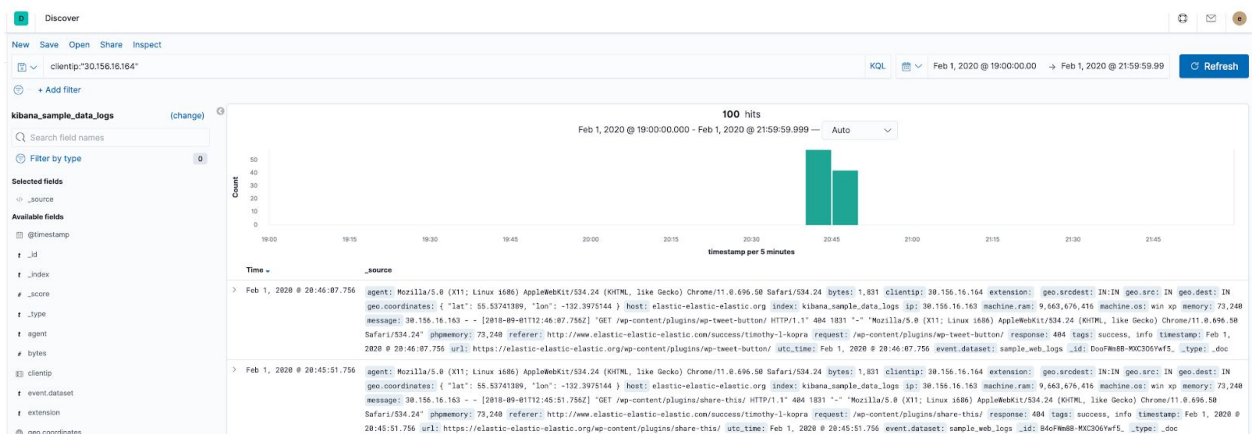 D Discover e
New Save Open Share Inspect
clientip:"30.156.16.164" KQL Feb 1, 2020 @ 19:00:00.00 → Feb 1, 2020 @ 21:59:59.99 Refresh
+ Add filter
kibana_sample_data_logs (change)
Search field names
Filter by type 0
Selected fields
</> _source
Available fields
@timestamp
t _id
t _index
# _score
t _type
t agent
# bytes
clientip
t event.dataset
t extension
geo.coordinates
100 hits
Feb 1, 2020 @ 19:00:00.000 - Feb 1, 2020 @ 21:59:59.999 — Auto
Count
50
40
30
20
10
0
19:00 19:15 19:30 19:45 20:00 20:15 20:30 20:45 21:00 21:15 21:30 21:45
timestamp per 5 minutes
Time _source
> Feb 1, 2020 @ 20:46:07.756 agent: Mozilla/5.0 (X11; Linux i686) AppleWebKit/534.24 (KHTML, like Gecko) Chrome/11.0.696.50 Safari/534.24 bytes: 1,831 clientip: 30.156.16.164 extension: geo.srcdest: IN:IN geo.src: IN geo.dest: IN
geo.coordinates: { "lat": 55.53741389, "lon": -132.3975144 } host: elastic-elastic-elastic.org index: kibana_sample_data_logs ip: 30.156.16.163 machine.ram: 9,663,676,416 machine.os: win xp memory: 73,240
message: 30.156.16.163 - - [2018-09-01T12:46:07.756Z] "GET /wp-content/plugins/wp-tweet-button/ HTTP/1.1" 404 1831 "-" "Mozilla/5.0 (X11; Linux i686) AppleWebKit/534.24 (KHTML, like Gecko) Chrome/11.0.696.50
Safari/534.24" phpmemory: 73,240 referer: http://www.elastic-elastic-elastic.com/success/timothy-l-kopra request: /wp-content/plugins/wp-tweet-button/ response: 404 tags: success, info timestamp: Feb 1,
2020 @ 20:46:07.756 url: https://elastic-elastic-elastic.org/wp-content/plugins/wp-tweet-button/ utc_time: Feb 1, 2020 @ 20:46:07.756 event.dataset: sample_web_logs _id: _type: _doc
> Feb 1, 2020 @ 20:45:51.756 agent: Mozilla/5.0 (X11; Linux i686) AppleWebKit/534.24 (KHTML, like Gecko) Chrome/11.0.696.50 Safari/534.24 bytes: 1,831 clientip: 30.156.16.164 extension: geo.srcdest: IN:IN geo.src: IN geo.dest: IN
geo.coordinates: { "lat": 55.53741389, "lon": -132.3975144 } host: elastic-elastic-elastic.org index: kibana_sample_data_logs ip: 30.156.16.163 machine.ram: 9,663,676,416 machine.os: win xp memory: 73,240
message: 30.156.16.163 - - [2018-09-01T12:45:51.756Z] "GET /wp-content/plugins/share-this/ HTTP/1.1" 404 1831 "-" "Mozilla/5.0 (X11; Linux i686) AppleWebKit/534.24 (KHTML, like Gecko) Chrome/11.0.696.50
Safari/534.24" phpmemory: 73,240 referer: http://www.elastic-elastic-elastic.com/success/timothy-l-kopra request: /wp-content/plugins/share-this/ response: 404 tags: success, info timestamp: Feb 1, 2020 @
20:45:51.756 url: https://elastic-elastic-elastic.org/wp-content/plugins/share-this/ utc_time: Feb 1, 2020 @ 20:45:51.756 event.dataset: sample_web_logs _id: _type: _doc